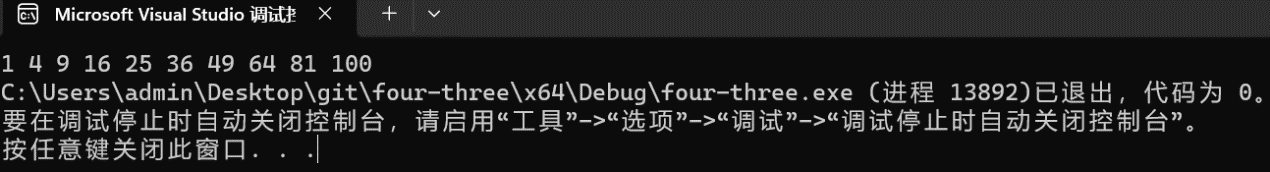 Microsoft Visual Studio 调试控
1 4 9 16 25 36 49 64 81 100
C:\Users\admin\Desktop\git\four-three\x64\Debug\four-three.exe (进程 13892)已退出，代码为 0。
要在调试停止时自动关闭控制台，请启用“工具”->“选项”->“调试”->“调试停止时自动关闭控制台”。
按任意键关闭此窗口. . .